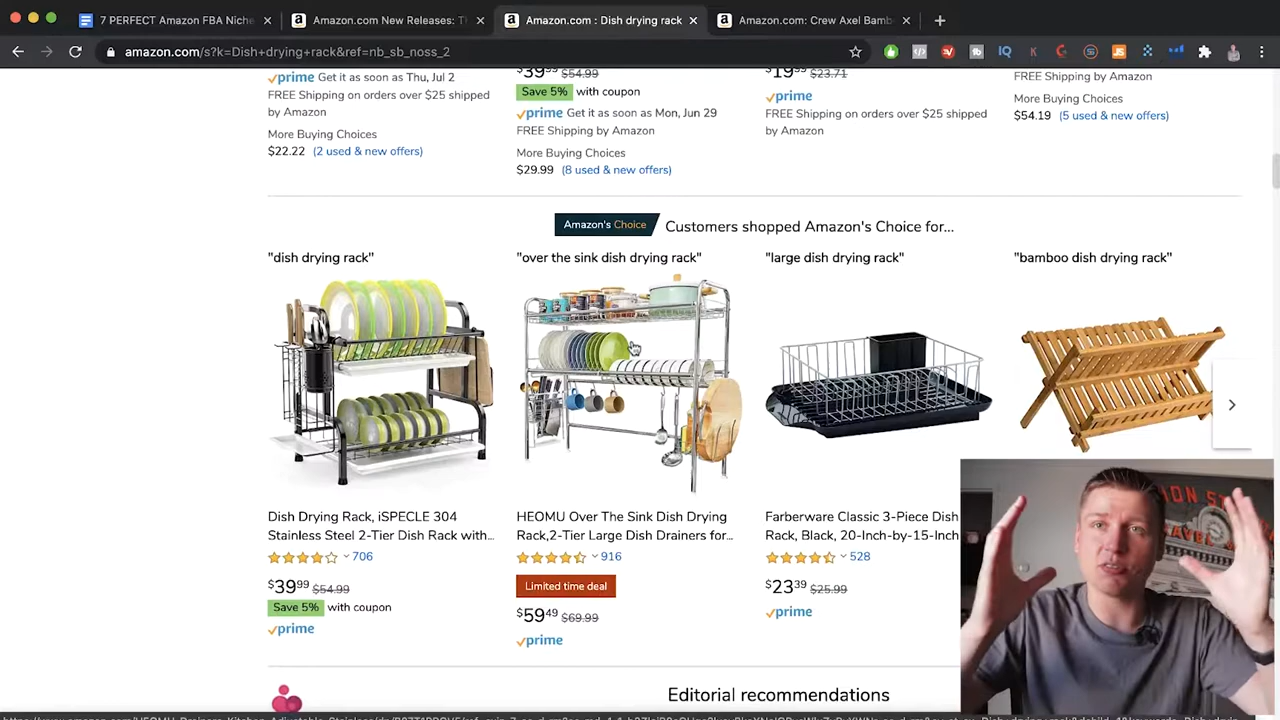 7 PERFECT Amazon FBA Niche
Amazon.com New Releases: T
Amazon.com : Dish drying rack
Amazon.com: Crew Axel Bamb
amazon.com/s?k=Dish+drying+rack&ref=nb_sb_noss_2
prime Get it as soon as Thu, Jul 2
FREE Shipping on orders over $25 shipped
by Amazon
More Buying Choices
$22.22 (2 used & new offers)
$39⁹⁹ $54.99
Save 5% with coupon
prime Get it as soon as Mon, Jun 29
FREE Shipping by Amazon
More Buying Choices
$29.99 (8 used & new offers)
$19⁹⁹ $23.71
prime
FREE Shipping on orders over $25 shipped
by Amazon
FREE Shipping by Amazon
More Buying Choices
$54.19 (5 used & new offers)
Amazon's Choice Customers shopped Amazon's Choice for...
"dish drying rack"
Dish Drying Rack, iSPECLE 304
Stainless Steel 2-Tier Dish Rack with...
706
$39⁹⁹ $54.99
Save 5% with coupon
prime
"over the sink dish drying rack"
HEOMU Over The Sink Dish Drying
Rack,2-Tier Large Dish Drainers for...
916
Limited time deal
$59⁴⁹ $69.99
prime
"large dish drying rack"
Farberware Classic 3-Piece Dish
Rack, Black, 20-Inch-by-15-Inch
528
$23³⁹ $25.99
prime
"bamboo dish drying rack"
Editorial recommendations